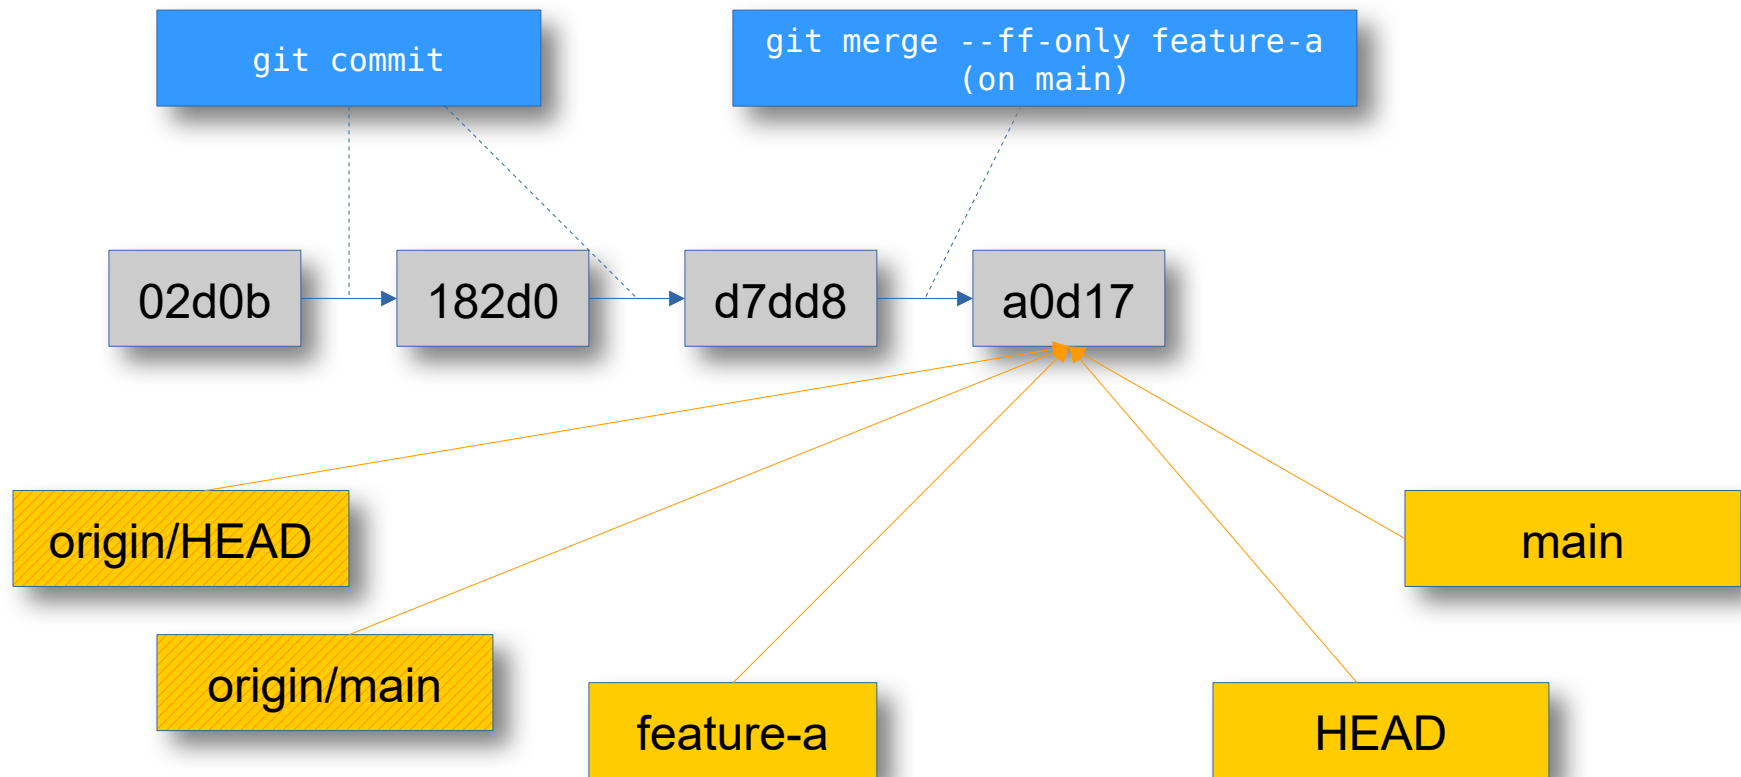 git commit
git merge --ff-only feature-a
(on main)
02d0b
182d0
d7dd8
a0d17
origin/HEAD
main
origin/main
feature-a
HEAD